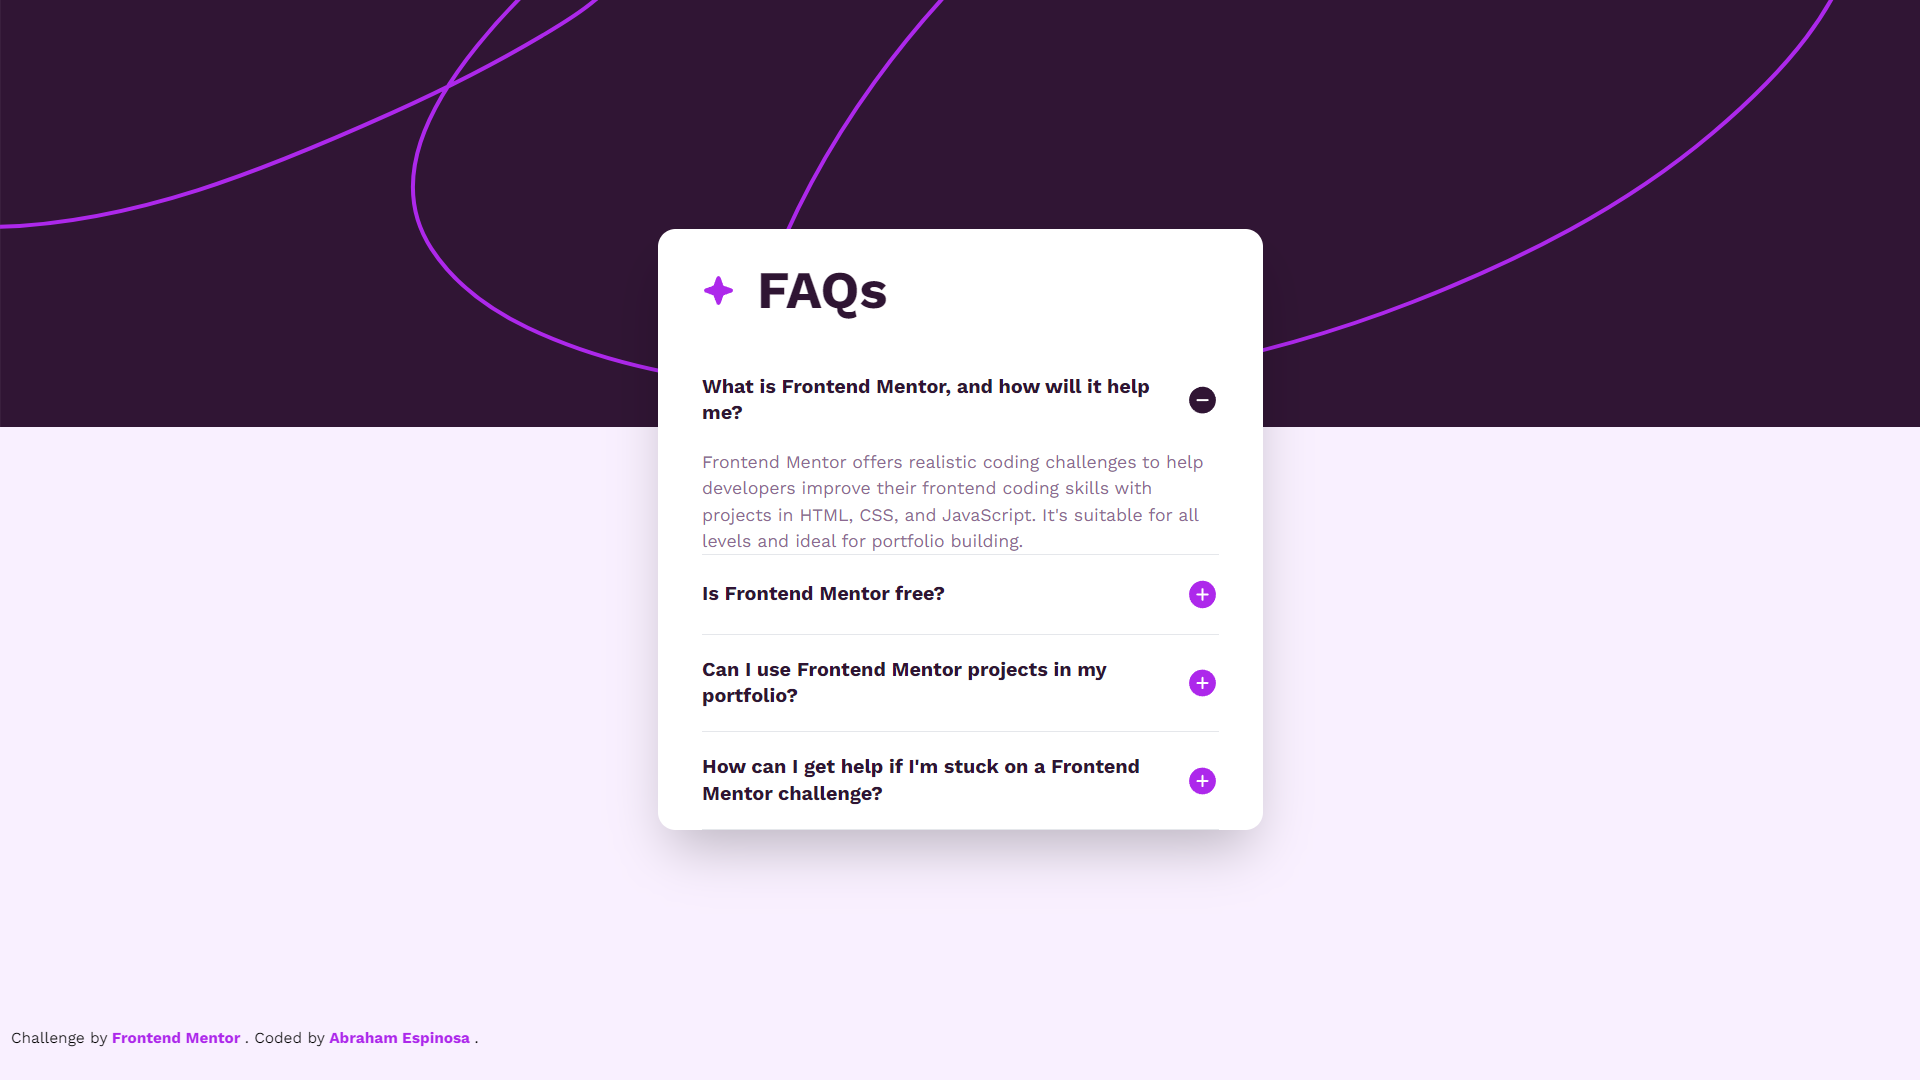 FAQs
What is Frontend Mentor, and how will it help
me?
Frontend Mentor offers realistic coding challenges to help
developers improve their frontend coding skills with
projects in HTML, CSS, and JavaScript. It's suitable for all
levels and ideal for portfolio building.
Is Frontend Mentor free?
Can I use Frontend Mentor projects in my
portfolio?
How can I get help if I'm stuck on a Frontend
Mentor challenge?
Challenge by Frontend Mentor . Coded by Abraham Espinosa .